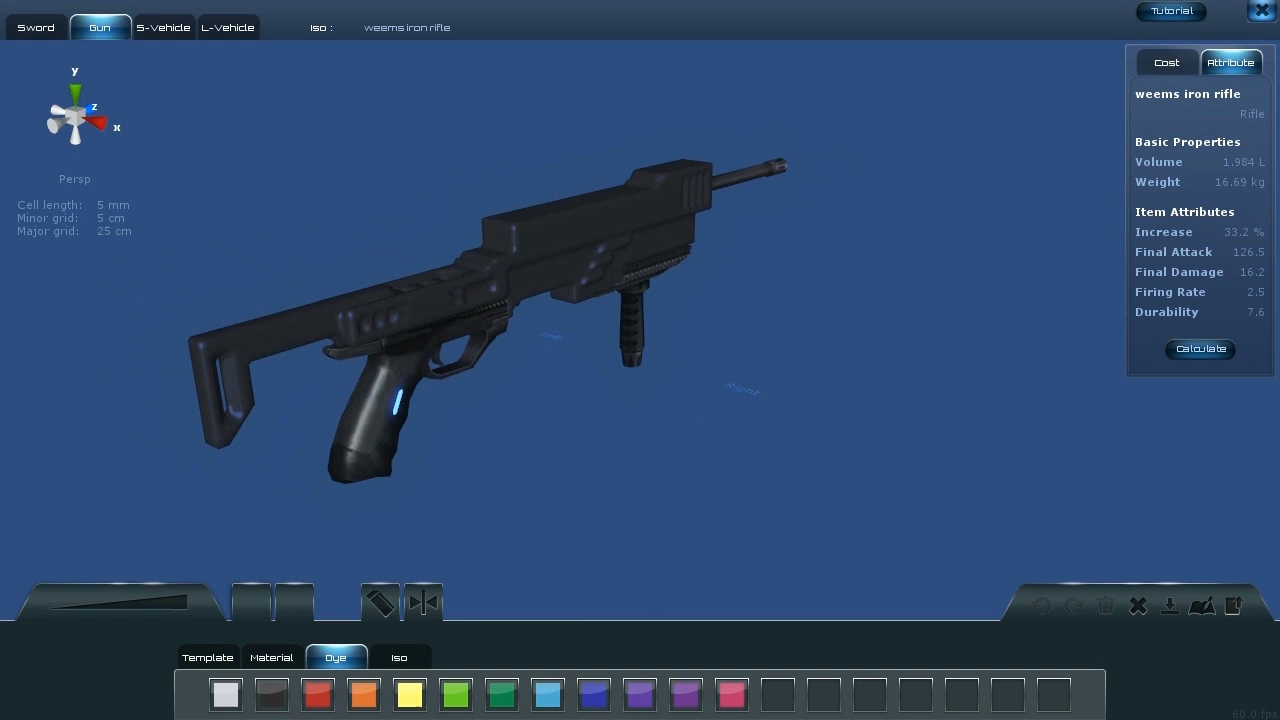 Sword Gun S-Vehicle L-Vehicle Iso : weems iron rifle Tutorial
Cost Attribute
y
z
x
Persp
Cell length: 5 mm
Minor grid: 5 cm
Major grid: 25 cm
weems iron rifle
Rifle
Basic Properties
Volume 1.984 L
Weight 16.69 kg
Item Attributes
Increase 33.2 %
Final Attack 126.5
Final Damage 16.2
Firing Rate 2.5
Durability 7.6
Calculate
Right
Template Material Dye Iso
60.0 fps